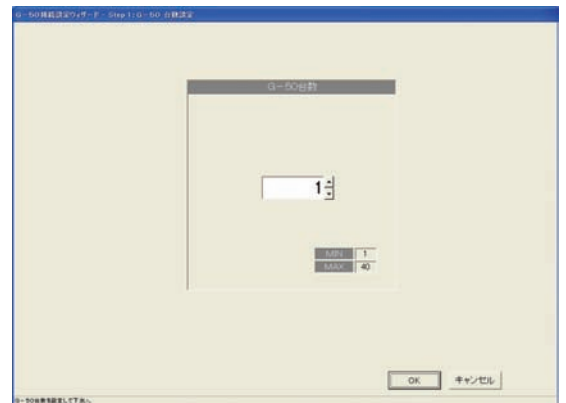 G-50接続設定ウィザード - Step 1:G-50 台数設定
G-50台数
1
MIN 1
MAX 40
OK キャンセル
G-50台数を設定して下さい。